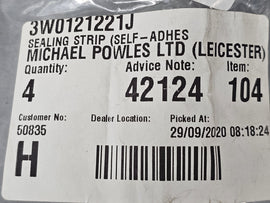 3W0121221J
SEALING STRIP (SELF-ADHES
MICHAEL POWLES LTD (LEICESTER)
Quantity: Advice Note: Item:
4 42124 104
Customer No: Dealer Location: Picked At:
50835 29/09/2020 08:18:24
H